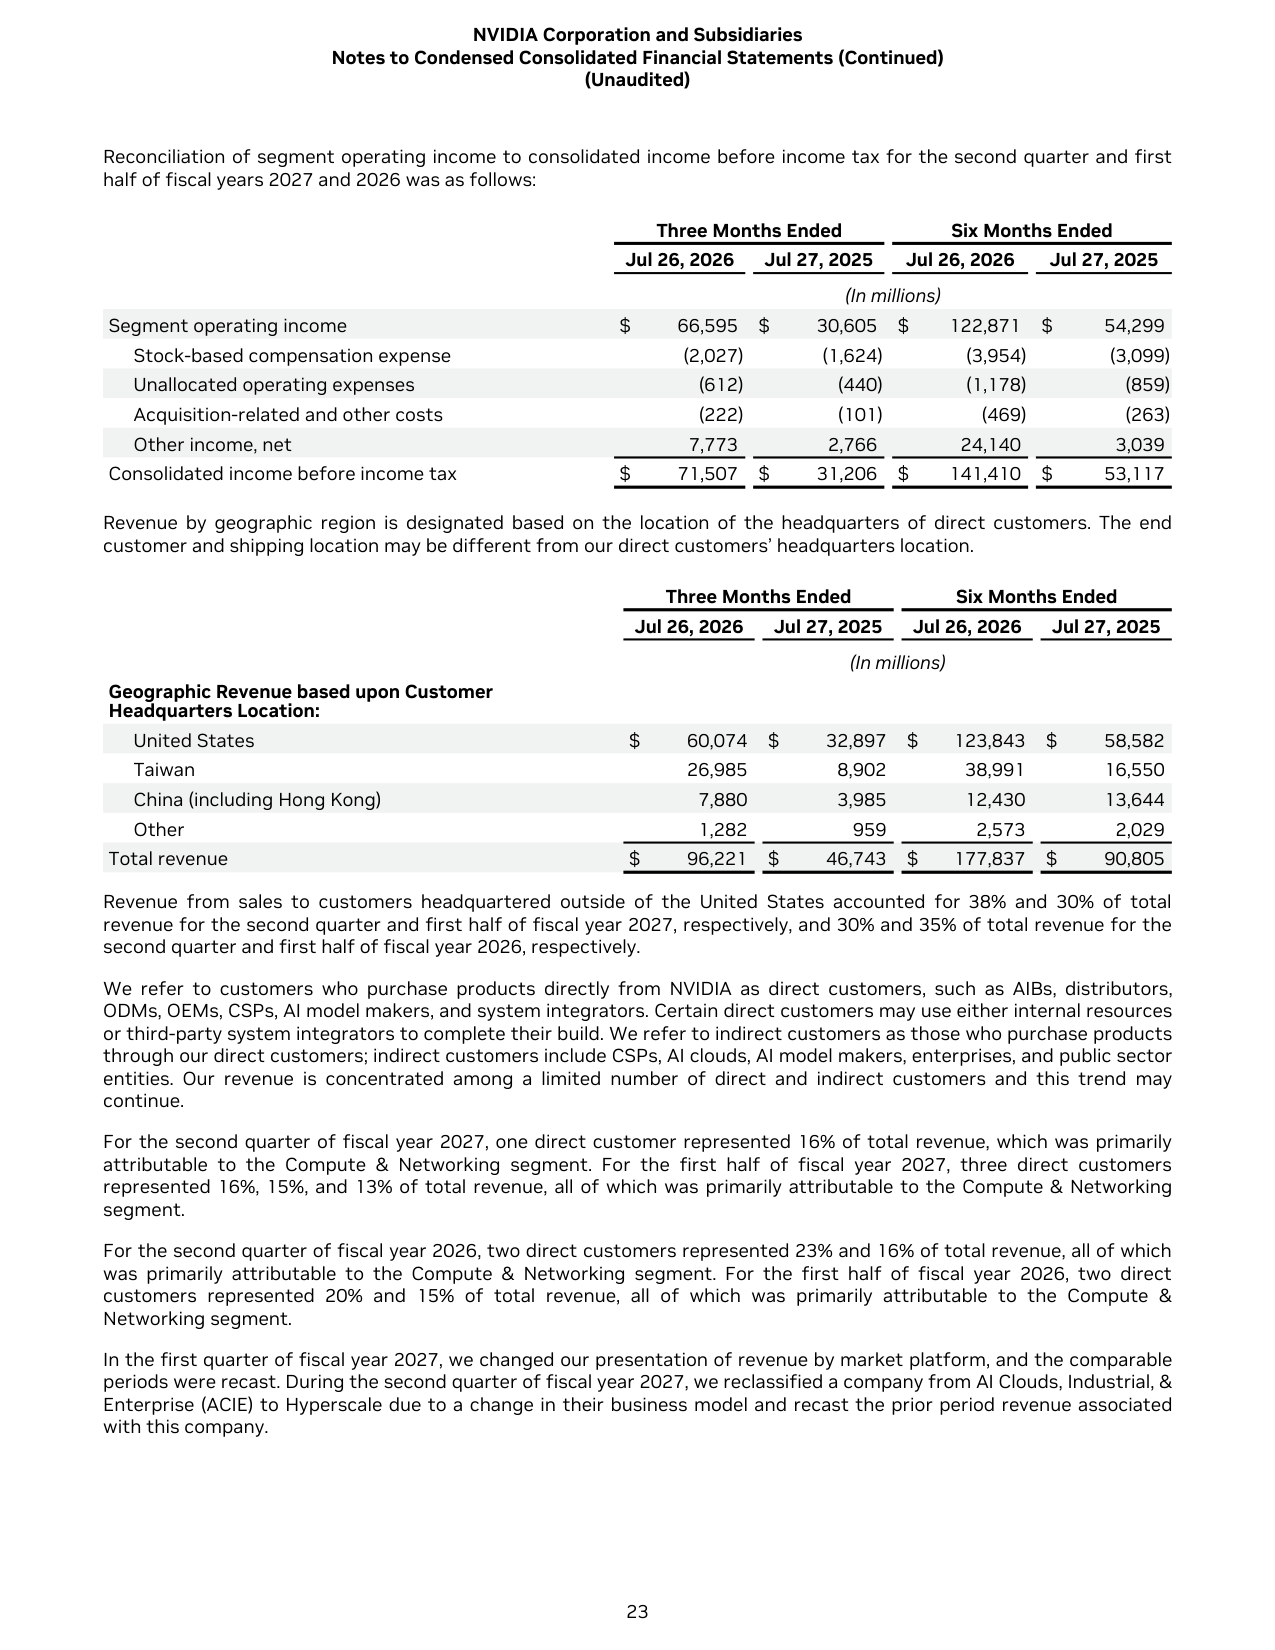 NVIDIA Corporation and Subsidiaries
Notes to Condensed Consolidated Financial Statements (Continued)
(Unaudited)
Reconciliation of segment operating income to consolidated income before income tax for the second quarter and first
half of fiscal years 2027 and 2026 was as follows:
Three Months Ended Six Months Ended
Jul 26, 2026 Jul 27, 2025 Jul 26, 2026 Jul 27, 2025
(In millions)
Segment operating income $ 66,595 $ 30,605 $ 122,871 $ 54,299
Stock-based compensation expense (2,027) (1,624) (3,954) (3,099)
Unallocated operating expenses (612) (440) (1,178) (859)
Acquisition-related and other costs (222) (101) (469) (263)
Other income, net 7,773 2,766 24,140 3,039
Consolidated income before income tax $ 71,507 $ 31,206 $ 141,410 $ 53,117
Revenue by geographic region is designated based on the location of the headquarters of direct customers. The end
customer and shipping location may be different from our direct customers’ headquarters location.
Three Months Ended Six Months Ended
Jul 26, 2026 Jul 27, 2025 Jul 26, 2026 Jul 27, 2025
(In millions)
Geographic Revenue based upon Customer
Headquarters Location:
United States $ 60,074 $ 32,897 $ 123,843 $ 58,582
Taiwan 26,985 8,902 38,991 16,550
China (including Hong Kong) 7,880 3,985 12,430 13,644
Other 1,282 959 2,573 2,029
Total revenue $ 96,221 $ 46,743 $ 177,837 $ 90,805
Revenue from sales to customers headquartered outside of the United States accounted for 38% and 30% of total
revenue for the second quarter and first half of fiscal year 2027, respectively, and 30% and 35% of total revenue for the
second quarter and first half of fiscal year 2026, respectively.
We refer to customers who purchase products directly from NVIDIA as direct customers, such as AIBs, distributors,
ODMs, OEMs, CSPs, AI model makers, and system integrators. Certain direct customers may use either internal resources
or third-party system integrators to complete their build. We refer to indirect customers as those who purchase products
through our direct customers; indirect customers include CSPs, AI clouds, AI model makers, enterprises, and public sector
entities. Our revenue is concentrated among a limited number of direct and indirect customers and this trend may
continue.
For the second quarter of fiscal year 2027, one direct customer represented 16% of total revenue, which was primarily
attributable to the Compute & Networking segment. For the first half of fiscal year 2027, three direct customers
represented 16%, 15%, and 13% of total revenue, all of which was primarily attributable to the Compute & Networking
segment.
For the second quarter of fiscal year 2026, two direct customers represented 23% and 16% of total revenue, all of which
was primarily attributable to the Compute & Networking segment. For the first half of fiscal year 2026, two direct
customers represented 20% and 15% of total revenue, all of which was primarily attributable to the Compute &
Networking segment.
In the first quarter of fiscal year 2027, we changed our presentation of revenue by market platform, and the comparable
periods were recast. During the second quarter of fiscal year 2027, we reclassified a company from AI Clouds, Industrial, &
Enterprise (ACIE) to Hyperscale due to a change in their business model and recast the prior period revenue associated
with this company.
23